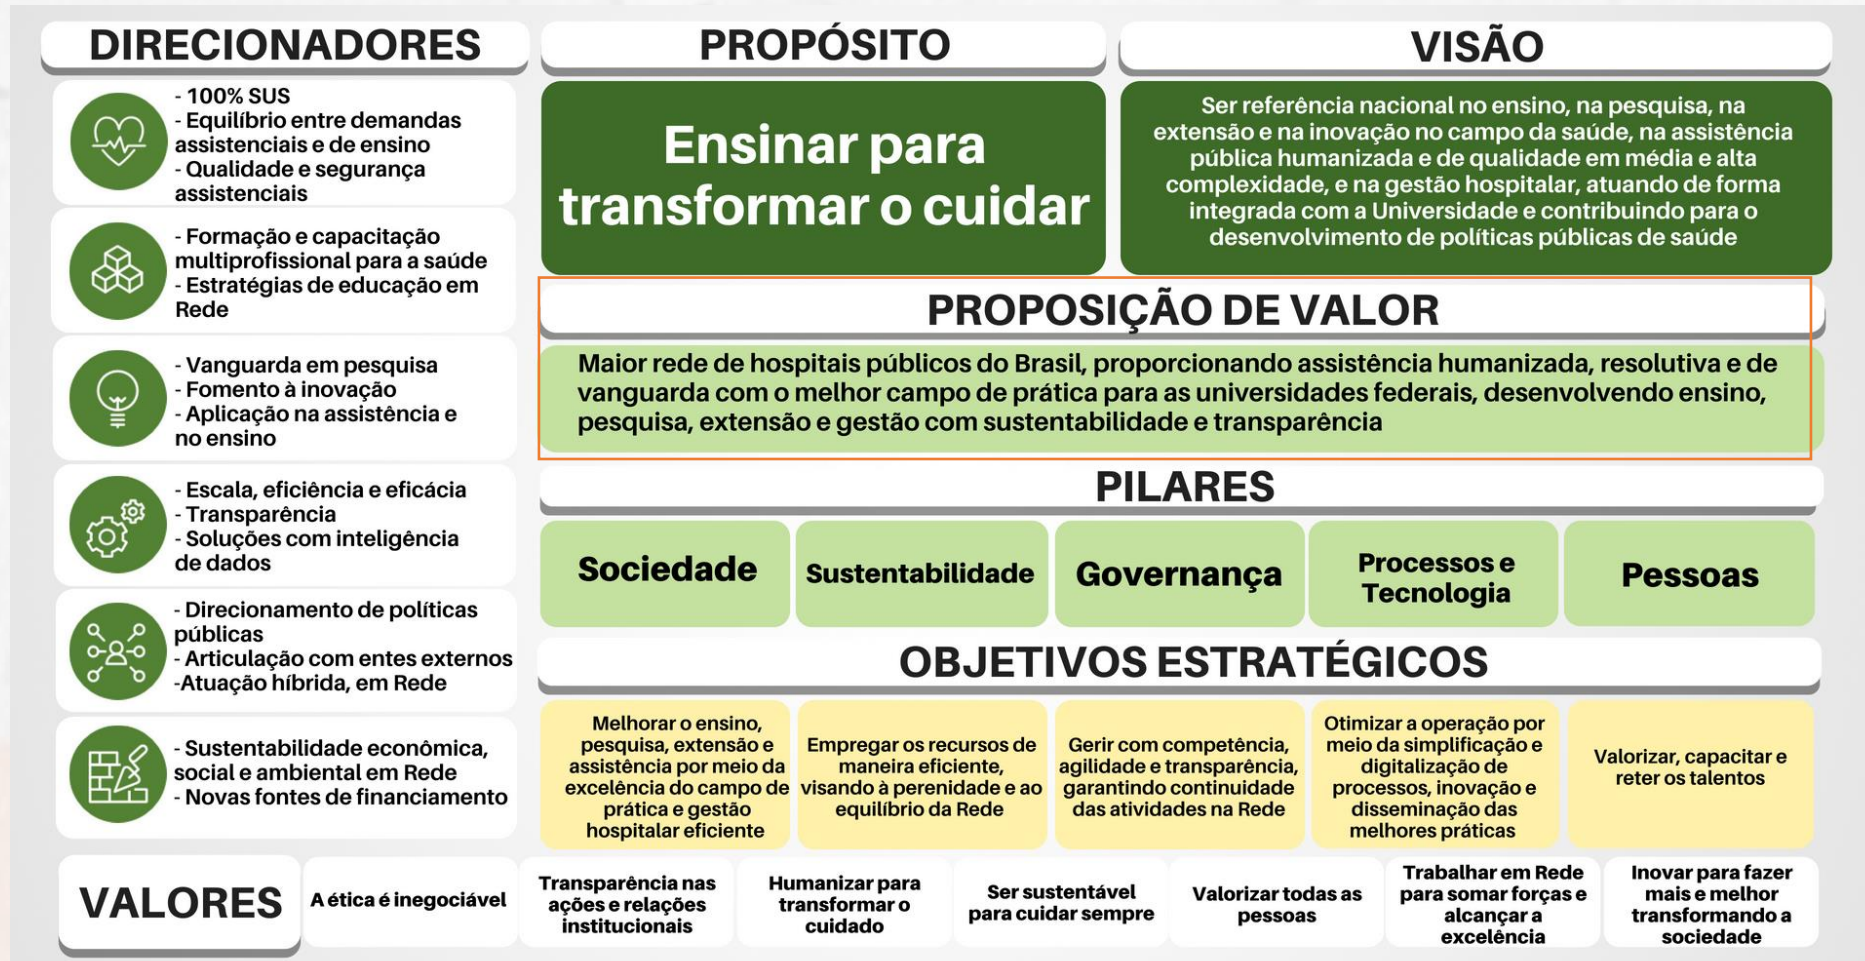 DIRECIONADORES
- 100% SUS
- Equilíbrio entre demandas
assistenciais e de ensino
- Qualidade e segurança
assistenciais
- Formação e capacitação
multiprofissional para a saúde
- Estratégias de educação em
Rede
- Vanguarda em pesquisa
- Fomento à inovação
- Aplicação na assistência e
no ensino
- Escala, eficiência e eficácia
- Transparência
- Soluções com inteligência
de dados
- Direcionamento de políticas
públicas
- Articulação com entes externos
-Atuação híbrida, em Rede
- Sustentabilidade econômica,
social e ambiental em Rede
- Novas fontes de financiamento
PROPÓSITO
Ensinar para
transformar o cuidar
VISÃO
Ser referência nacional no ensino, na pesquisa, na
extensão e na inovação no campo da saúde, na assistência
pública humanizada e de qualidade em média e alta
complexidade, e na gestão hospitalar, atuando de forma
integrada com a Universidade e contribuindo para o
desenvolvimento de políticas públicas de saúde
PROPOSIÇÃO DE VALOR
Maior rede de hospitais públicos do Brasil, proporcionando assistência humanizada, resolutiva e de
vanguarda com o melhor campo de prática para as universidades federais, desenvolvendo ensino,
pesquisa, extensão e gestão com sustentabilidade e transparência
PILARES
Sociedade
Sustentabilidade
Governança
Processos e
Tecnologia
Pessoas
OBJETIVOS ESTRATÉGICOS
Melhorar o ensino,
pesquisa, extensão e
assistência por meio da
excelência do campo de
prática e gestão
hospitalar eficiente
Empregar os recursos de
maneira eficiente,
visando à perenidade e ao
equilíbrio da Rede
Gerir com competência,
agilidade e transparência,
garantindo continuidade
das atividades na Rede
Otimizar a operação por
meio da simplificação e
digitalização de
processos, inovação e
disseminação das
melhores práticas
Valorizar, capacitar e
reter os talentos
VALORES
A ética é inegociável
Transparência nas
ações e relações
institucionais
Humanizar para
transformar o
cuidado
Ser sustentável
para cuidar sempre
Valorizar todas as
pessoas
Trabalhar em Rede
para somar forças e
alcançar a
excelência
Inovar para fazer
mais e melhor
transformando a
sociedade